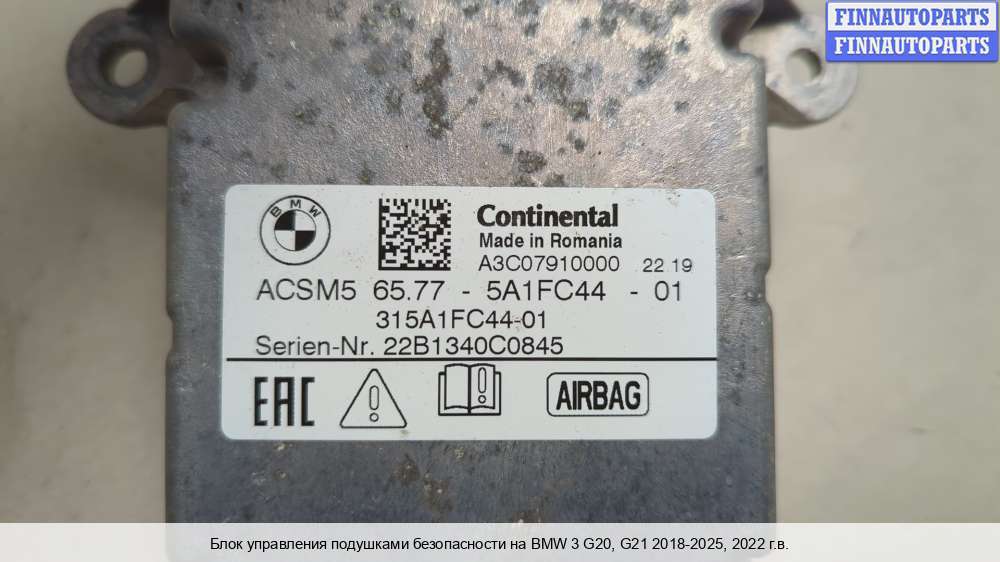 FINNAUTOPARTS
FINNAUTOPARTS
BMW
Continental
Made in Romania
A3C07910000 22.19
ACSM5 65.77 - 5A1FC44 - 01
315A1FC44-01
Serien-Nr. 22B1340C0845
EAC AIRBAG
Блок управления подушками безопасности на BMW 3 G20, G21 2018-2025, 2022 г.в.